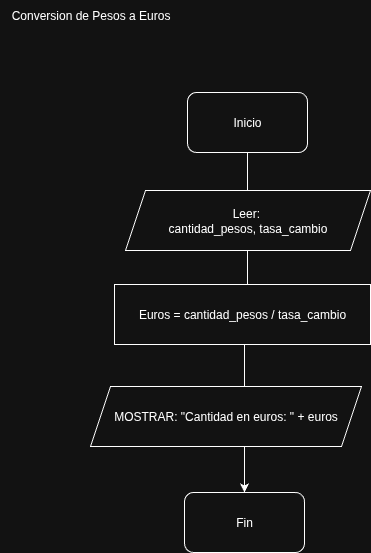 Conversion de Pesos a Euros
Inicio
Leer:
cantidad_pesos, tasa_cambio
Euros = cantidad_pesos / tasa_cambio
MOSTRAR: "Cantidad en euros: " + euros
Fin